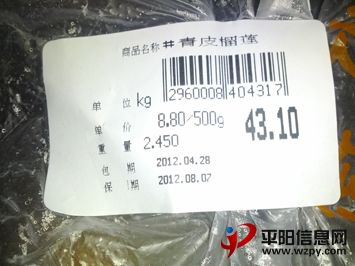 商品名称 # 青皮榴莲
单 位 kg
2960008404317
单 价 8.80/500g
重 量 2.450
43.10
包 期 2012.04.28
保 期 2012.08.07
平阳信息网
www.wzpy.com